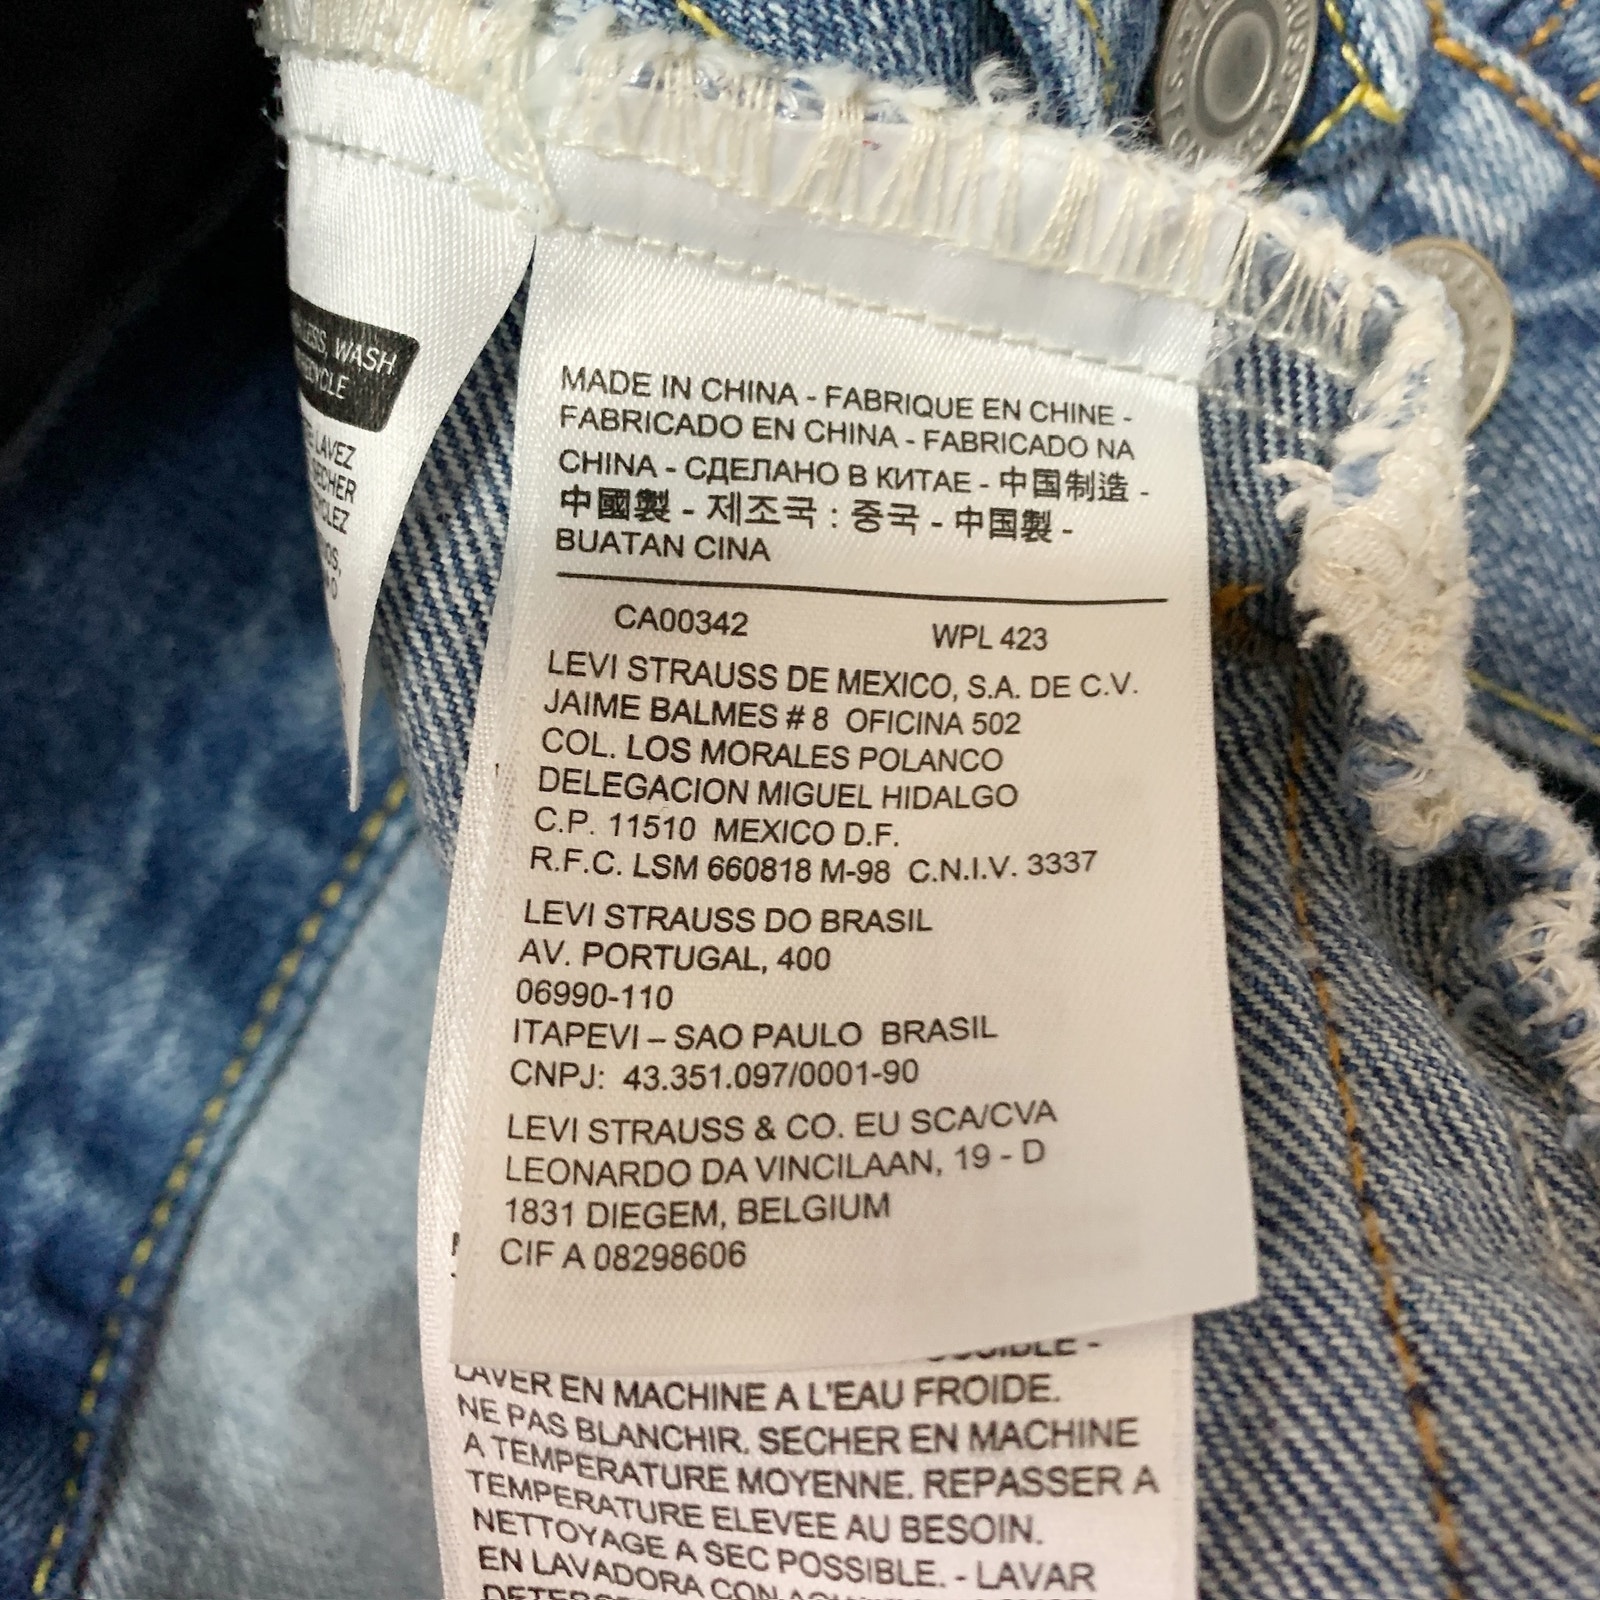 MADE IN CHINA - FABRIQUE EN CHINE -
FABRICADO EN CHINA - FABRICADO NA
CHINA - СДЕЛАНО В КИТАЕ - 中国制造 -
中國製 - 제조국 : 중국 - 中国製 -
BUATAN CINA
CA00342 WPL 423
LEVI STRAUSS DE MEXICO, S.A. DE C.V.
JAIME BALMES # 8 OFICINA 502
COL. LOS MORALES POLANCO
DELEGACION MIGUEL HIDALGO
C.P. 11510 MEXICO D.F.
R.F.C. LSM 660818 M-98 C.N.I.V. 3337
LEVI STRAUSS DO BRASIL
AV. PORTUGAL, 400
06990-110
ITAPEVI – SAO PAULO BRASIL
CNPJ: 43.351.097/0001-90
LEVI STRAUSS & CO. EU SCA/CVA
LEONARDO DA VINCILAAN, 19 - D
1831 DIEGEM, BELGIUM
CIF A 08298606
LAVER EN MACHINE A L'EAU FROIDE.
NE PAS BLANCHIR. SECHER EN MACHINE
A TEMPERATURE MOYENNE. REPASSER A
TEMPERATURE ELEVEE AU BESOIN.
NETTOYAGE A SEC POSSIBLE. - LAVAR
EN LAVADORA CON
WASH
LAVEZ